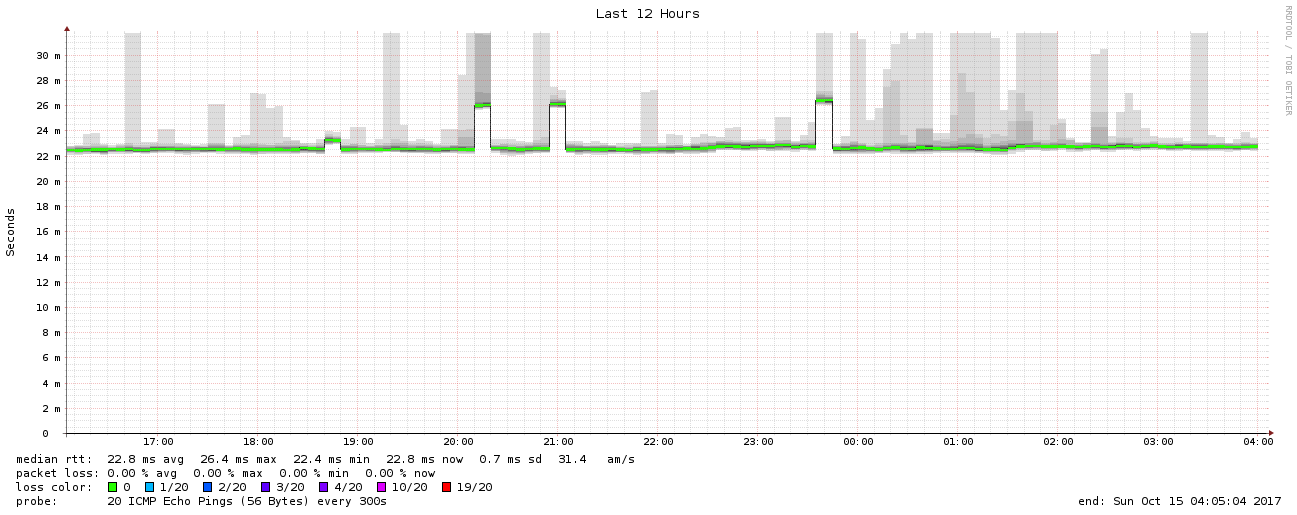 Last 12 Hours
RRDTOOL / TOBI OETIKER
Seconds
30 m
28 m
26 m
24 m
22 m
20 m
18 m
16 m
14 m
12 m
10 m
8 m
6 m
4 m
2 m
0
17:00 18:00 19:00 20:00 21:00 22:00 23:00 00:00 01:00 02:00 03:00 04:00
median rtt: 22.8 ms avg 26.4 ms max 22.4 ms min 22.8 ms now 0.7 ms sd 31.4 am/s
packet loss: 0.00 % avg 0.00 % max 0.00 % min 0.00 % now
loss color: 0 1/20 2/20 3/20 4/20 10/20 19/20
probe: 20 ICMP Echo Pings (56 Bytes) every 300s end: Sun Oct 15 04:05:04 2017